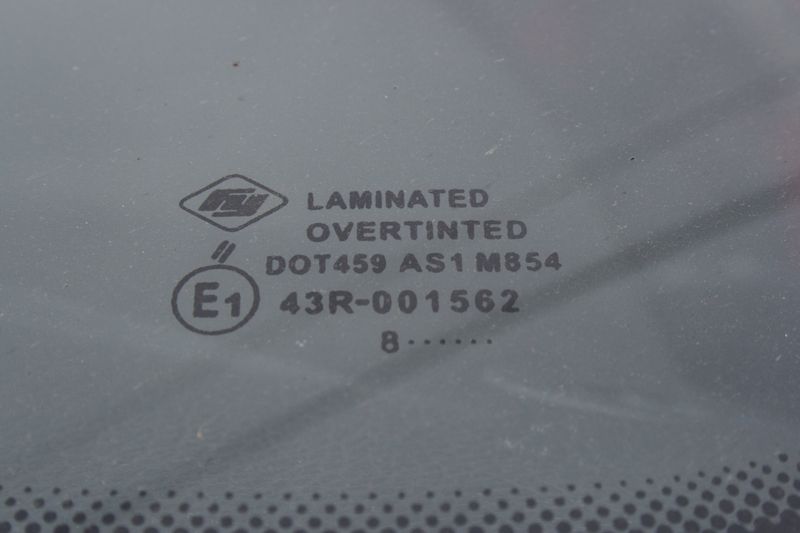 LAMINATED
OVERTINTED
DOT459 AS1 M854
E1 43R-001562
8······